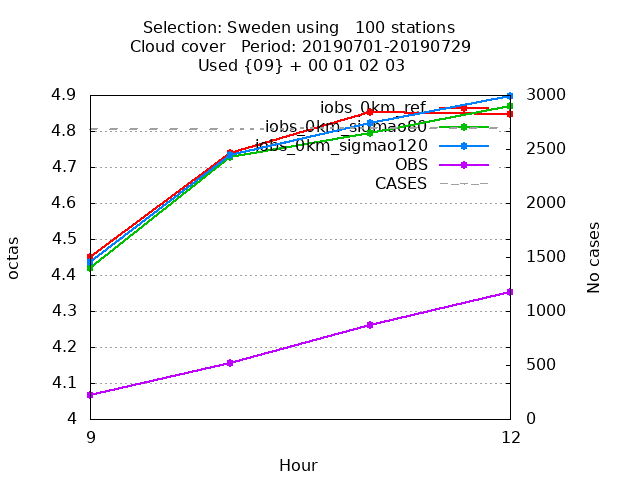 Selection: Sweden using   100 stations
Cloud cover   Period: 20190701-20190729
Used {09} + 00 01 02 03
4.9
4.8
4.7
4.6
4.5
4.4
4.3
4.2
4.1
4
3000
2500
2000
1500
1000
500
0
iobs_0km_ref
iobs_0km_sigmao80
iobs_0km_sigmao120
OBS
CASES
octas
No cases
9
12
Hour